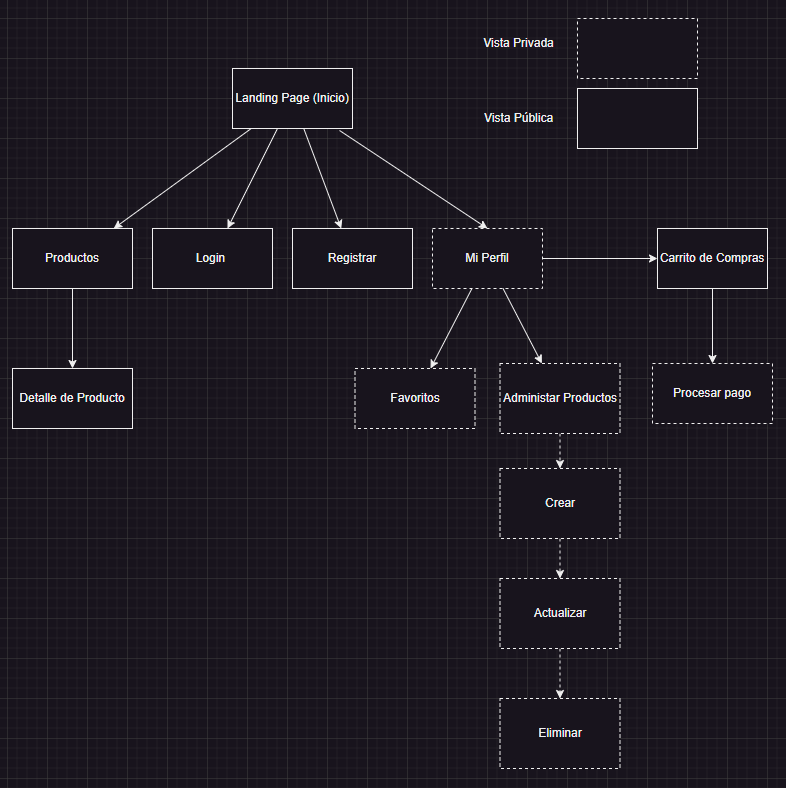 Vista Privada
Landing Page (Inicio)
Vista Pública
Productos
Login
Registrar
Mi Perfil
Carrito de Compras
Detalle de Producto
Favoritos
Administar Productos
Procesar pago
Crear
Actualizar
Eliminar